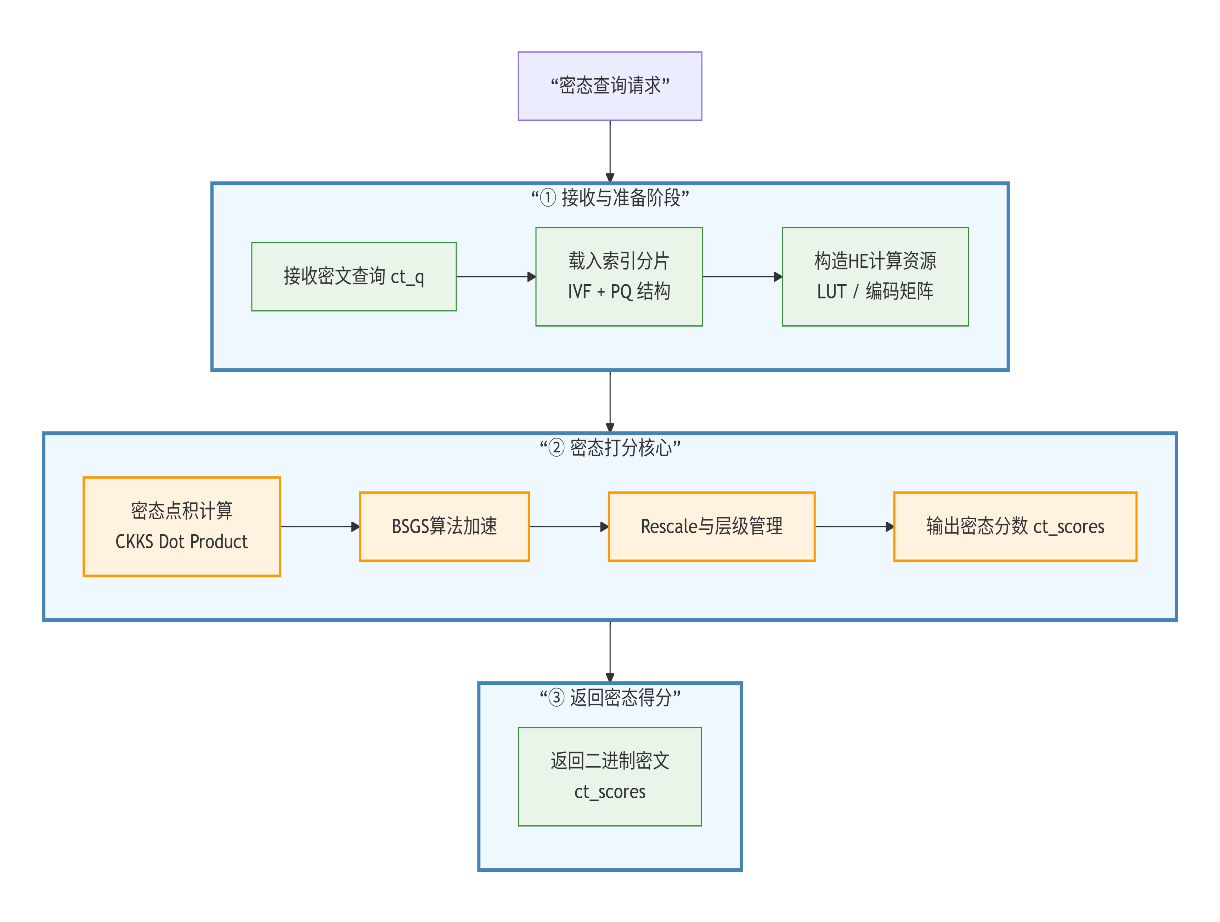 “密态查询请求”
“① 接收与准备阶段”
接收密文查询 ct_q
载入索引分片
IVF + PQ 结构
构造HE计算资源
LUT / 编码矩阵
“② 密态打分核心”
密态点积计算
CKKS Dot Product
BSGS算法加速
Rescale与层级管理
输出密态分数 ct_scores
“③ 返回密态得分”
返回二进制密文
ct_scores